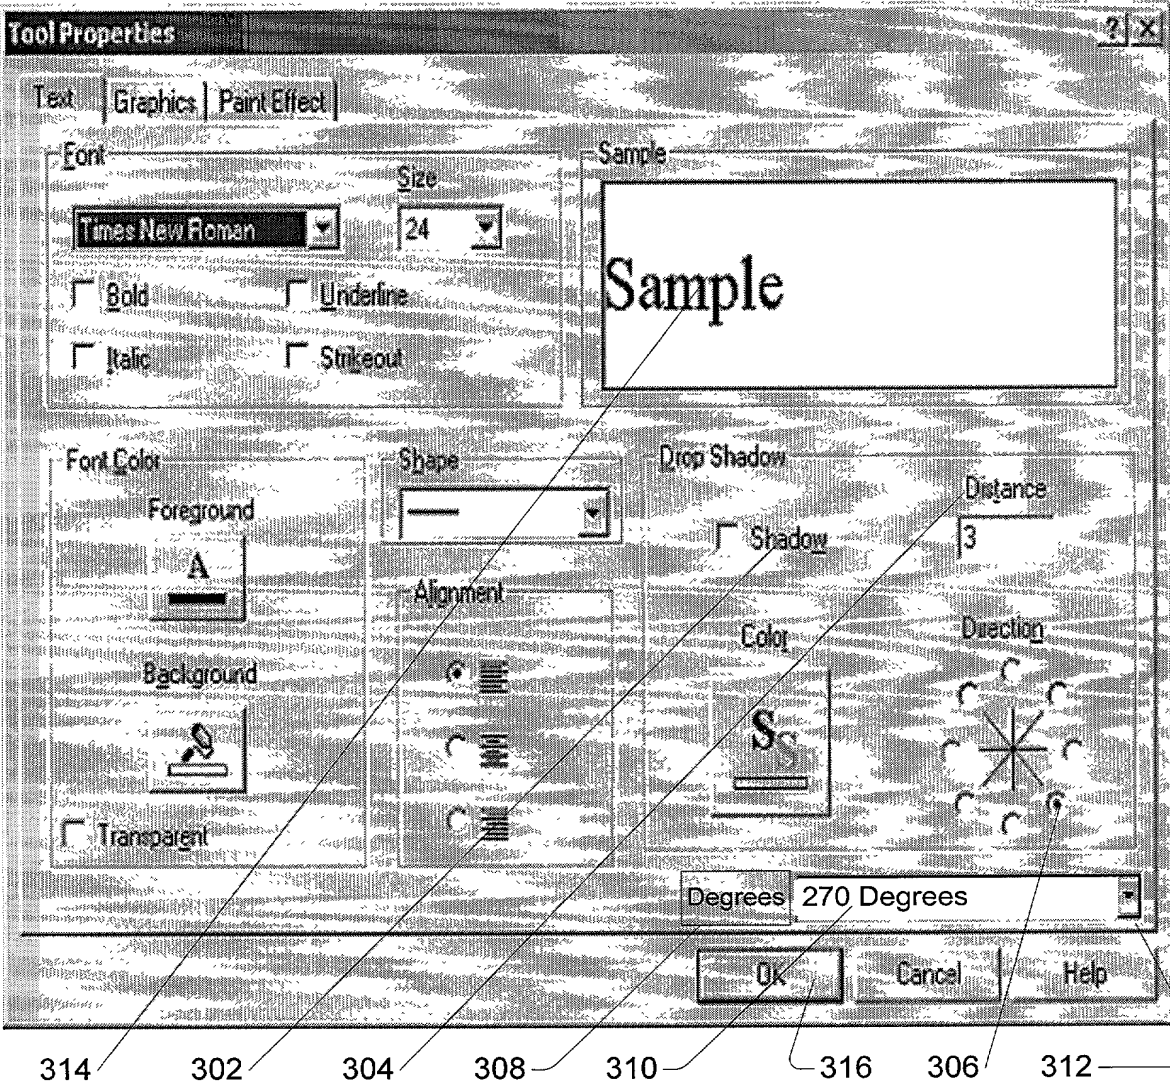 Tool Properties ? X
Text Graphics Paint Effect
Font
Size
Times New Roman 24
Bold Underline
Italic Strikeout
Sample
Sample
Font Color
Foreground
A
Background
Transparent
Shape
Alignment
Drop Shadow
Distance
Shadow 3
Color Direction
S S
Degrees 270 Degrees
OK Cancel Help
314 302 304 308 310 316 306 312